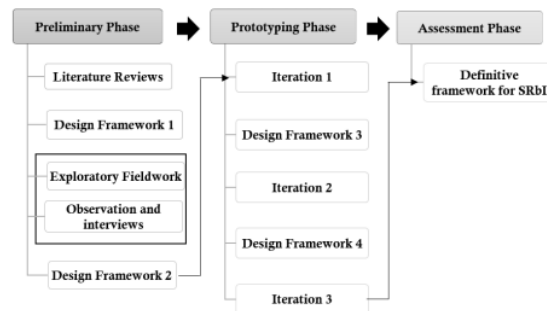 Preliminary Phase
Literature Reviews
Design Framework 1
Exploratory Fieldwork
Observation and
interviews
Design Framework 2
Prototyping Phase
Iteration 1
Design Framework 3
Iteration 2
Design Framework 4
Iteration 3
Assessment Phase
Definitive
framework for SRbI